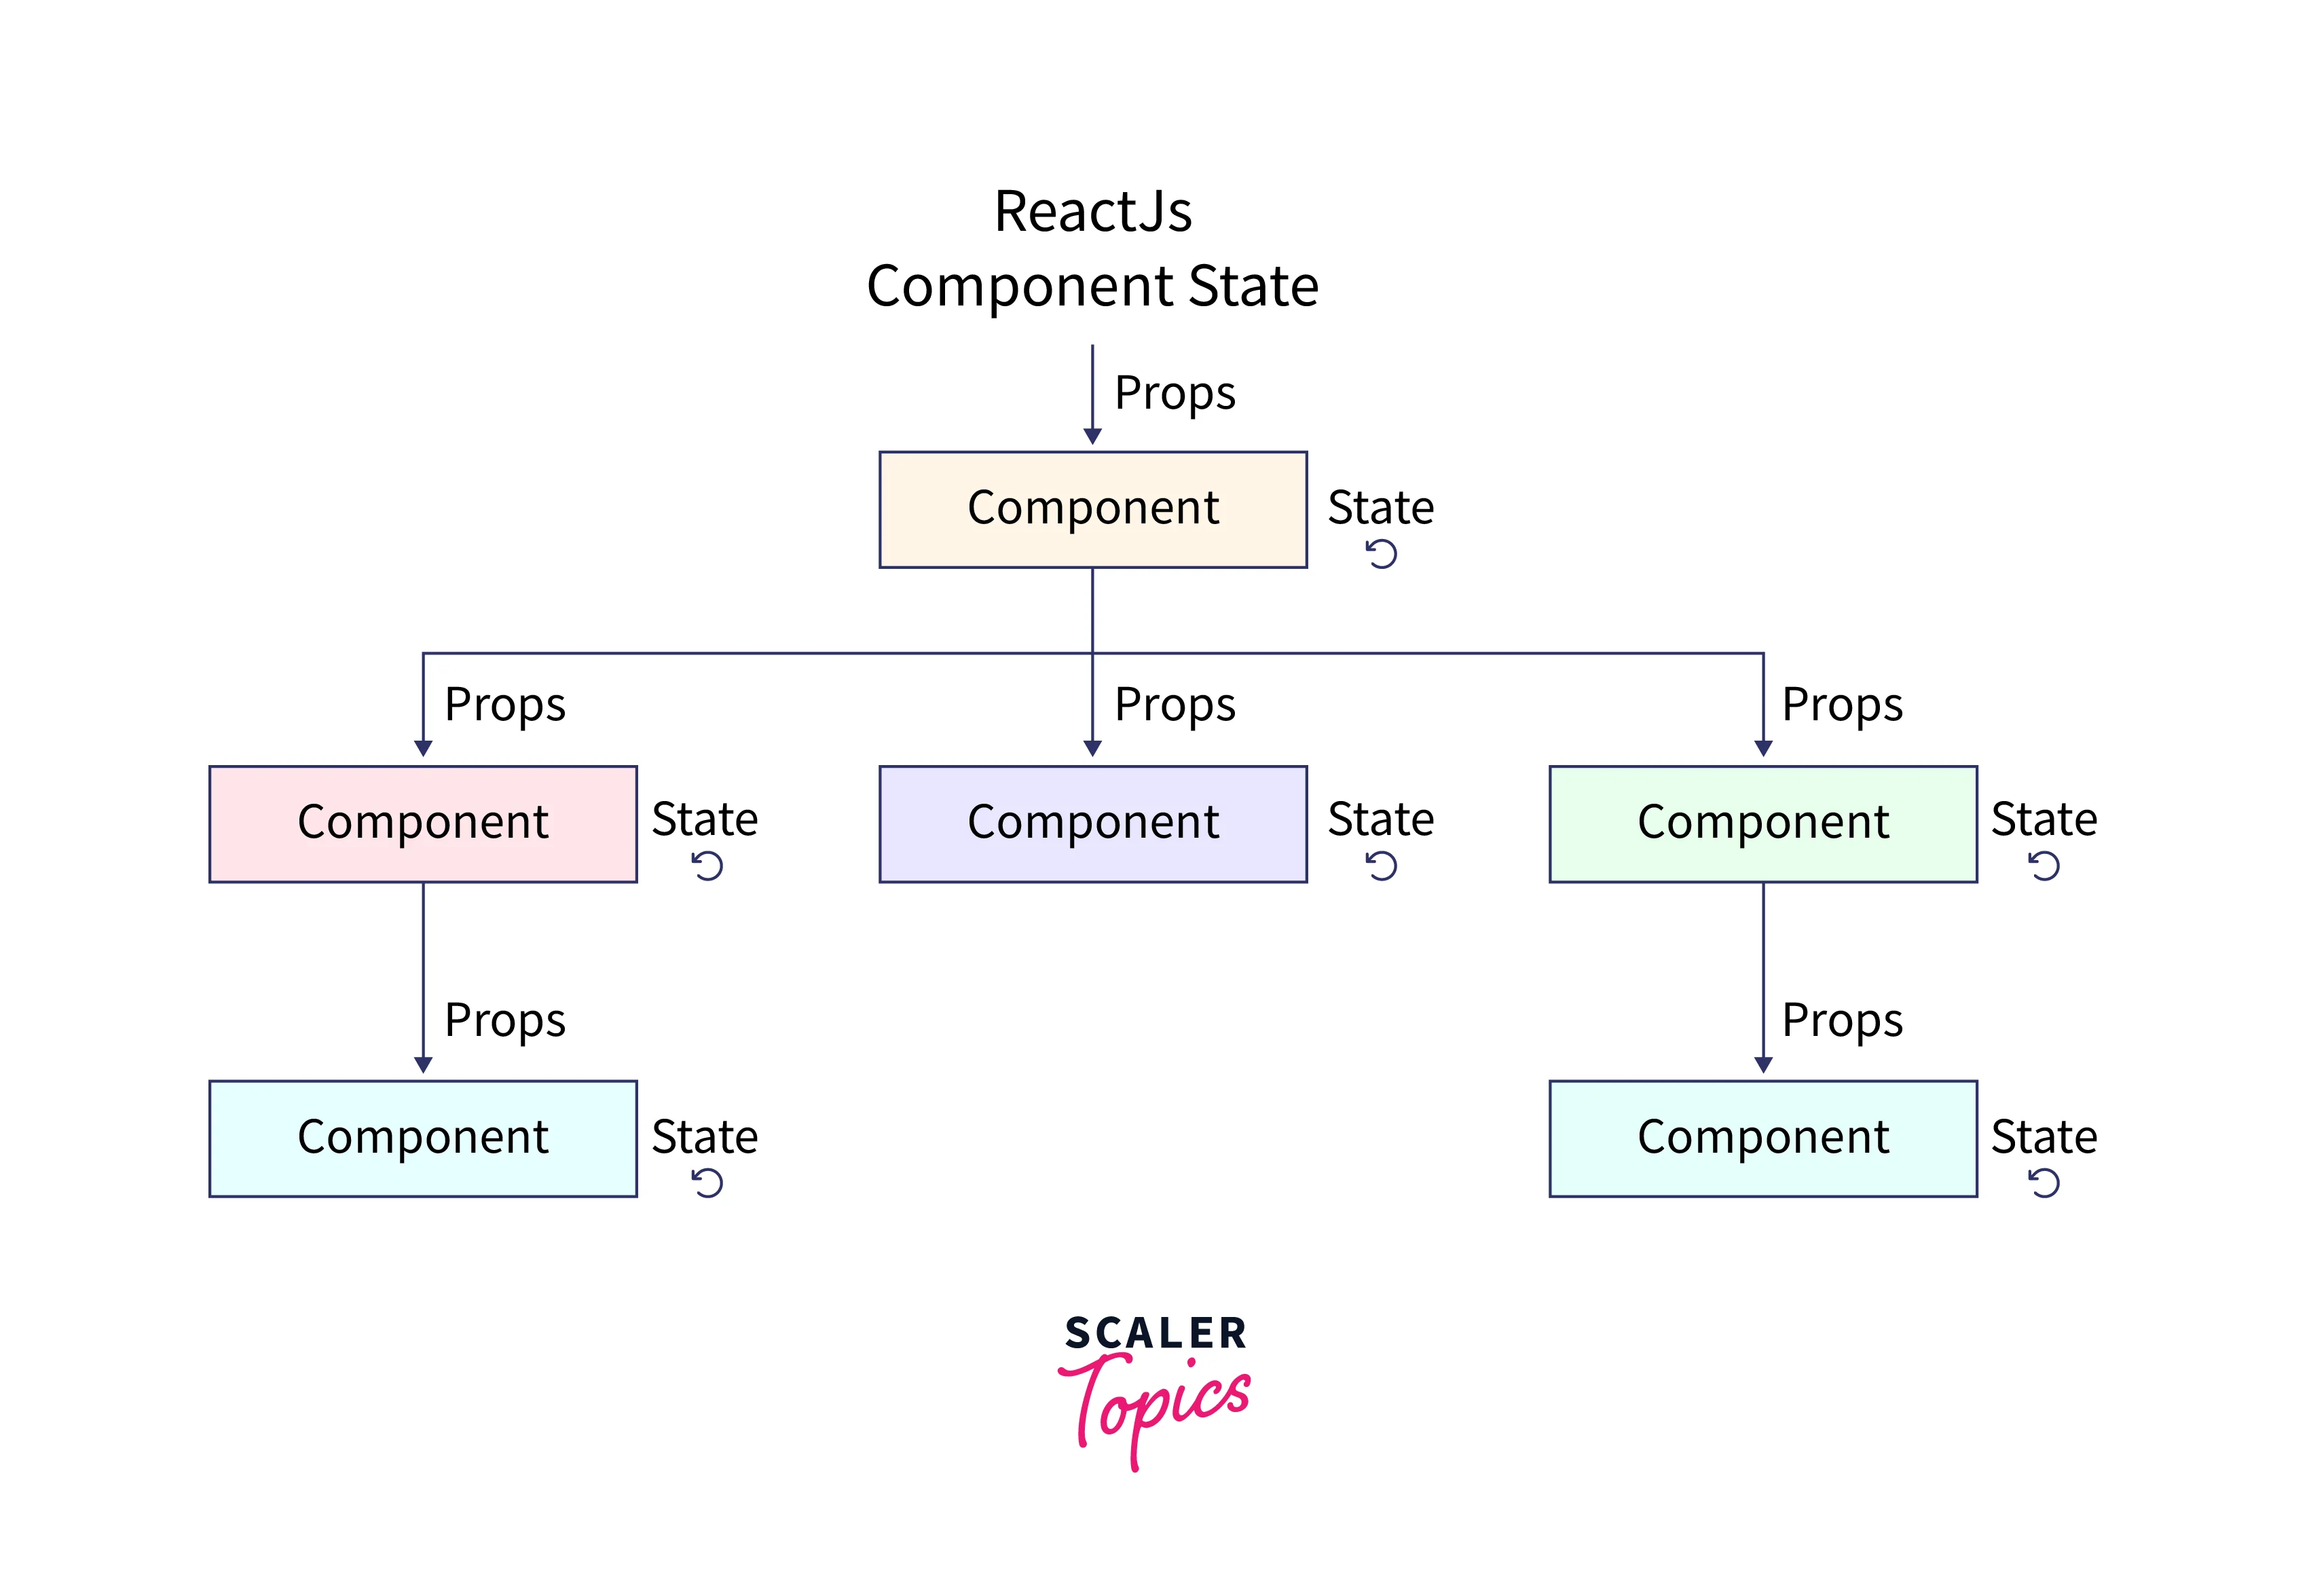 ReactJs
Component State
Props
Component
State
Props
Props
Props
Component
State
Component
State
Component
State
Props
Props
Component
State
Component
State
SCALER
Topics